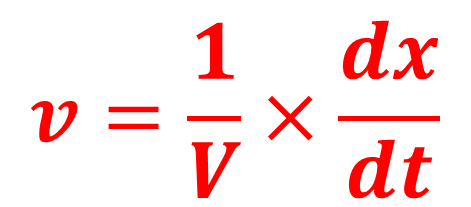 v = 1/V × dx/dt